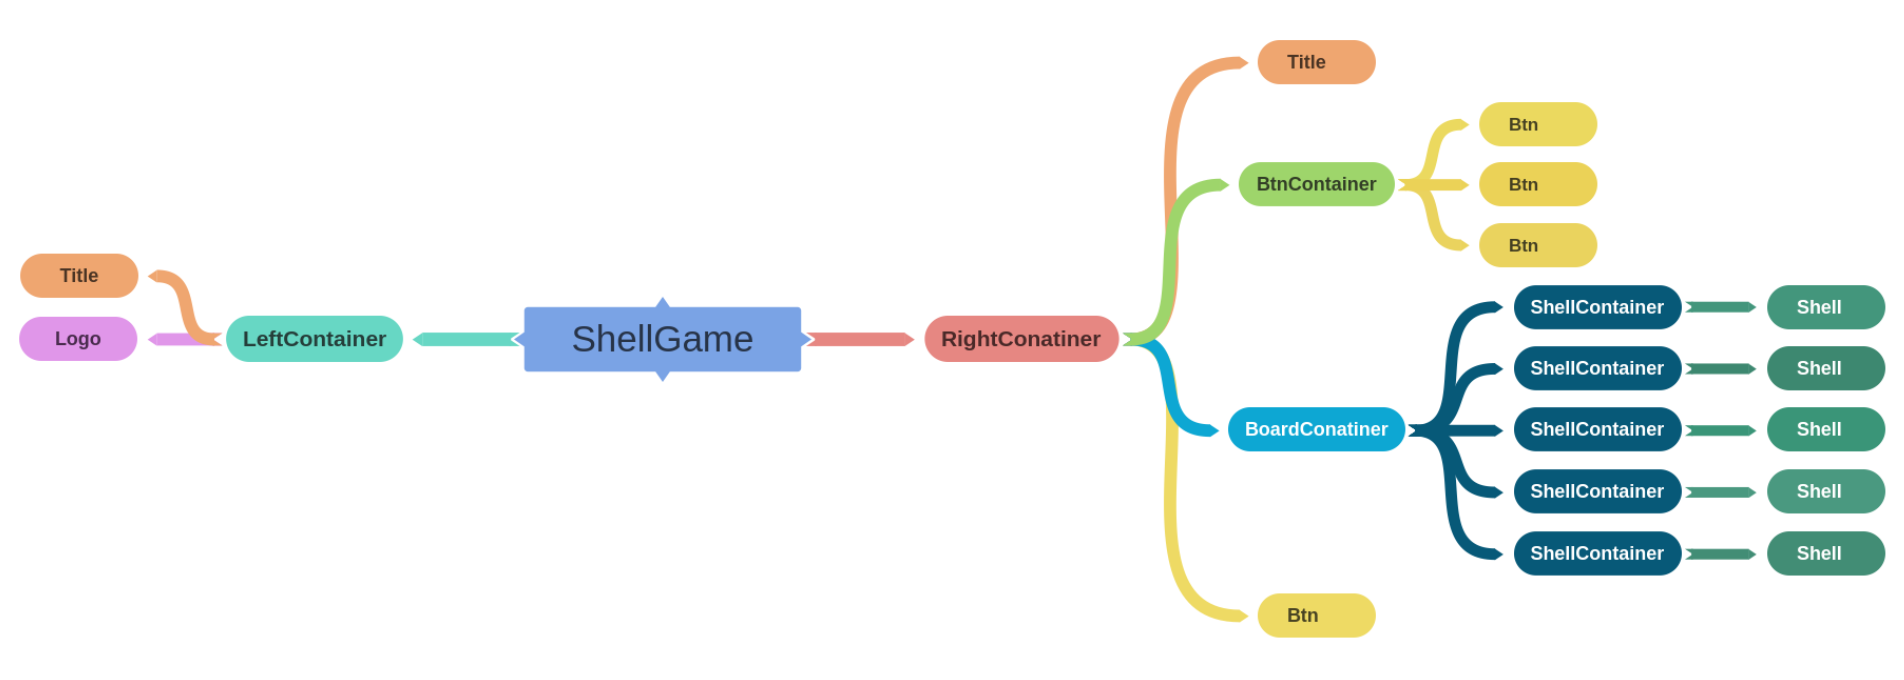 Title
Logo
LeftContainer
ShellGame
RightConatiner
Title
BtnContainer
Btn
Btn
Btn
BoardConatiner
ShellContainer
Shell
ShellContainer
Shell
ShellContainer
Shell
ShellContainer
Shell
ShellContainer
Shell
Btn